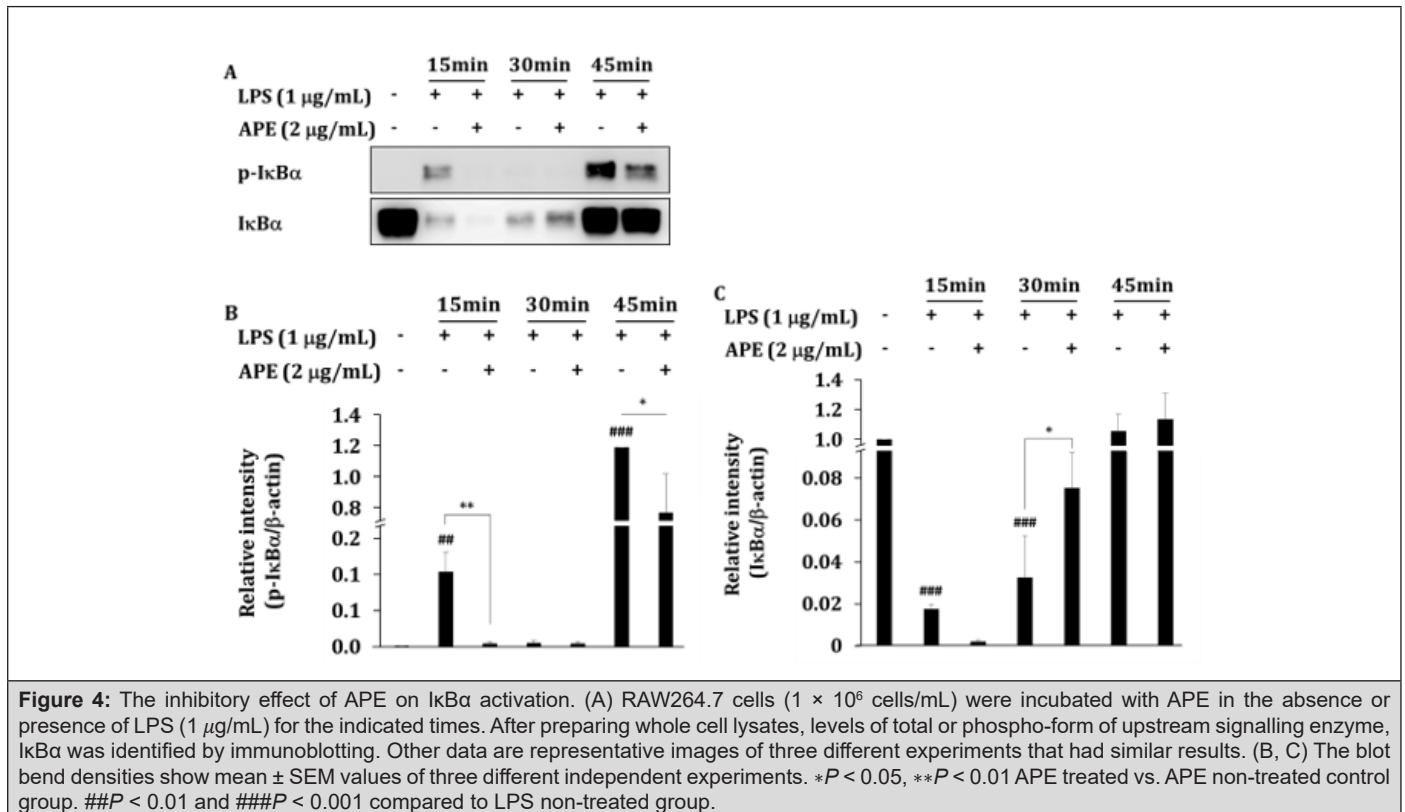 A
15min 30min 45min
LPS (1 μg/mL) - + + + + + +
APE (2 μg/mL) - - + - + - +
p-IκBα
IκBα
B
15min 30min 45min
LPS (1 μg/mL) - + + + + + +
APE (2 μg/mL) - - + - + - +
Relative intensity
(p-IκBα/β-actin)
1.4
1.2
1.0
0.8
0.2
0.1
0.1
0.0
##
**
###
*
C
15min 30min 45min
LPS (1 μg/mL) - + + + + + +
APE (2 μg/mL) - - + - + - +
Relative intensity
(IκBα/β-actin)
1.4
1.2
1.0
0.08
0.06
0.04
0.02
0
###
###
*
Figure 4: The inhibitory effect of APE on IκBα activation. (A) RAW264.7 cells (1 × 10⁶ cells/mL) were incubated with APE in the absence or
presence of LPS (1 μg/mL) for the indicated times. After preparing whole cell lysates, levels of total or phospho-form of upstream signalling enzyme,
IκBα was identified by immunoblotting. Other data are representative images of three different experiments that had similar results. (B, C) The blot
bend densities show mean ± SEM values of three different independent experiments. *P < 0.05, **P < 0.01 APE treated vs. APE non-treated control
group. ##P < 0.01 and ###P < 0.001 compared to LPS non-treated group.